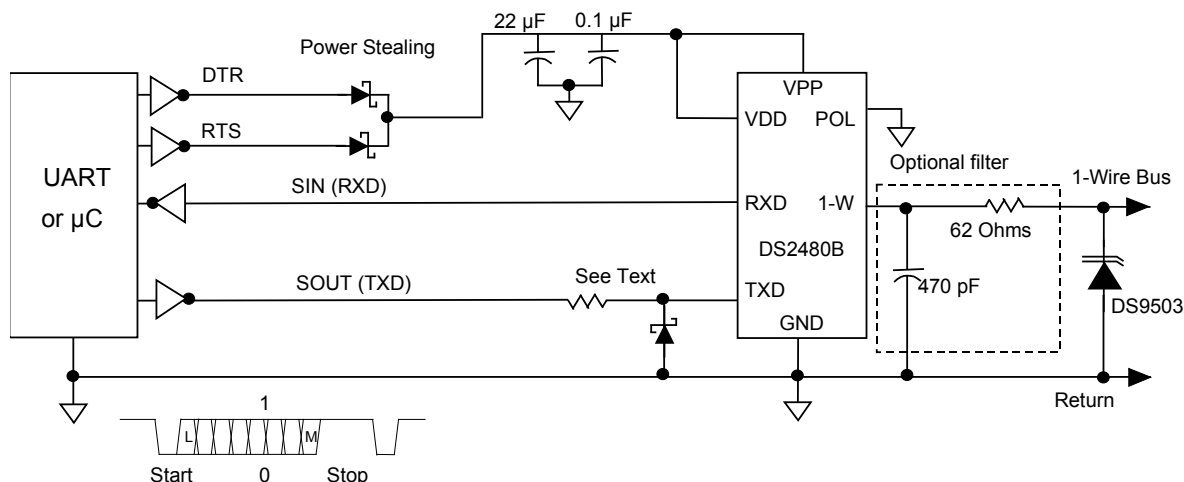 22 µF
0.1 µF
Power Stealing
DTR
RTS
UART
or µC
SIN (RXD)
SOUT (TXD)
See Text
VPP
VDD
POL
RXD
1-W
DS2480B
TXD
GND
Optional filter
1-Wire Bus
62 Ohms
470 pF
DS9503
Return
1
L
M
Start
0
Stop